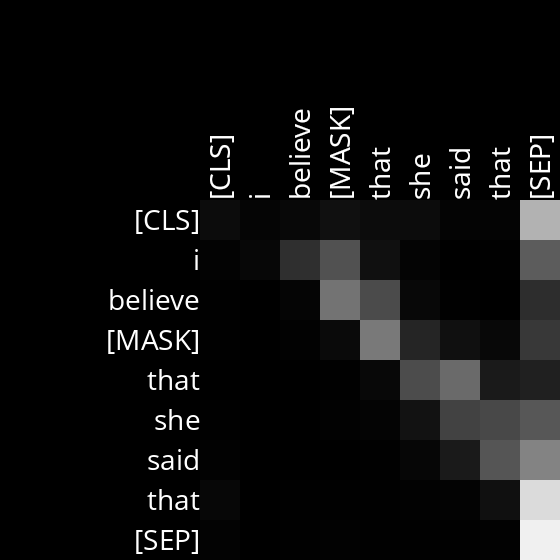 [CLS] i believe [MASK] that she said that [SEP]
[CLS]
i
believe
[MASK]
that
she
said
that
[SEP]